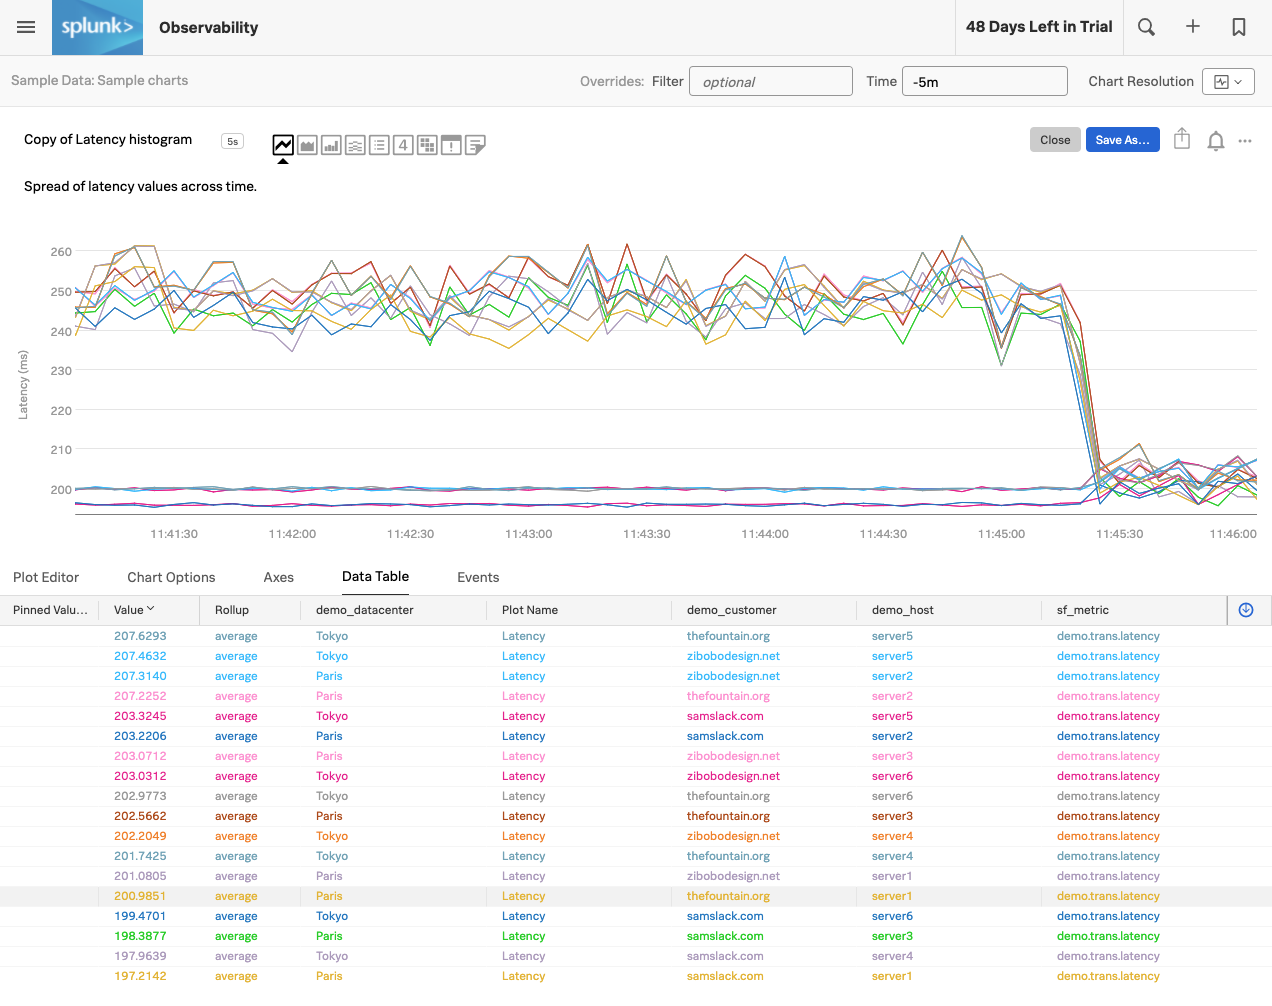 splunk> Observability 48 Days Left in Trial
Sample Data: Sample charts Overrides: Filter optional Time -5m Chart Resolution
Copy of Latency histogram 5s 4 Close Save As... ...
Spread of latency values across time.
Latency (ms)
260
250
240
230
220
210
200
11:41:30 11:42:00 11:42:30 11:43:00 11:43:30 11:44:00 11:44:30 11:45:00 11:45:30 11:46:00
Plot Editor Chart Options Axes Data Table Events
Pinned Valu... Value Rollup demo_datacenter Plot Name demo_customer demo_host sf_metric
207.6293 average Tokyo Latency thefountain.org server5 demo.trans.latency
207.4632 average Tokyo Latency zibobodesign.net server5 demo.trans.latency
207.3140 average Paris Latency zibobodesign.net server2 demo.trans.latency
207.2252 average Paris Latency thefountain.org server2 demo.trans.latency
203.3245 average Tokyo Latency samslack.com server5 demo.trans.latency
203.2206 average Paris Latency samslack.com server2 demo.trans.latency
203.0712 average Paris Latency zibobodesign.net server3 demo.trans.latency
203.0312 average Tokyo Latency zibobodesign.net server6 demo.trans.latency
202.9773 average Tokyo Latency thefountain.org server6 demo.trans.latency
202.5662 average Paris Latency thefountain.org server3 demo.trans.latency
202.2049 average Tokyo Latency zibobodesign.net server4 demo.trans.latency
201.7425 average Tokyo Latency thefountain.org server4 demo.trans.latency
201.0805 average Paris Latency zibobodesign.net server1 demo.trans.latency
200.9851 average Paris Latency thefountain.org server1 demo.trans.latency
199.4701 average Tokyo Latency samslack.com server6 demo.trans.latency
198.3877 average Paris Latency samslack.com server3 demo.trans.latency
197.9639 average Tokyo Latency samslack.com server4 demo.trans.latency
197.2142 average Paris Latency samslack.com server1 demo.trans.latency